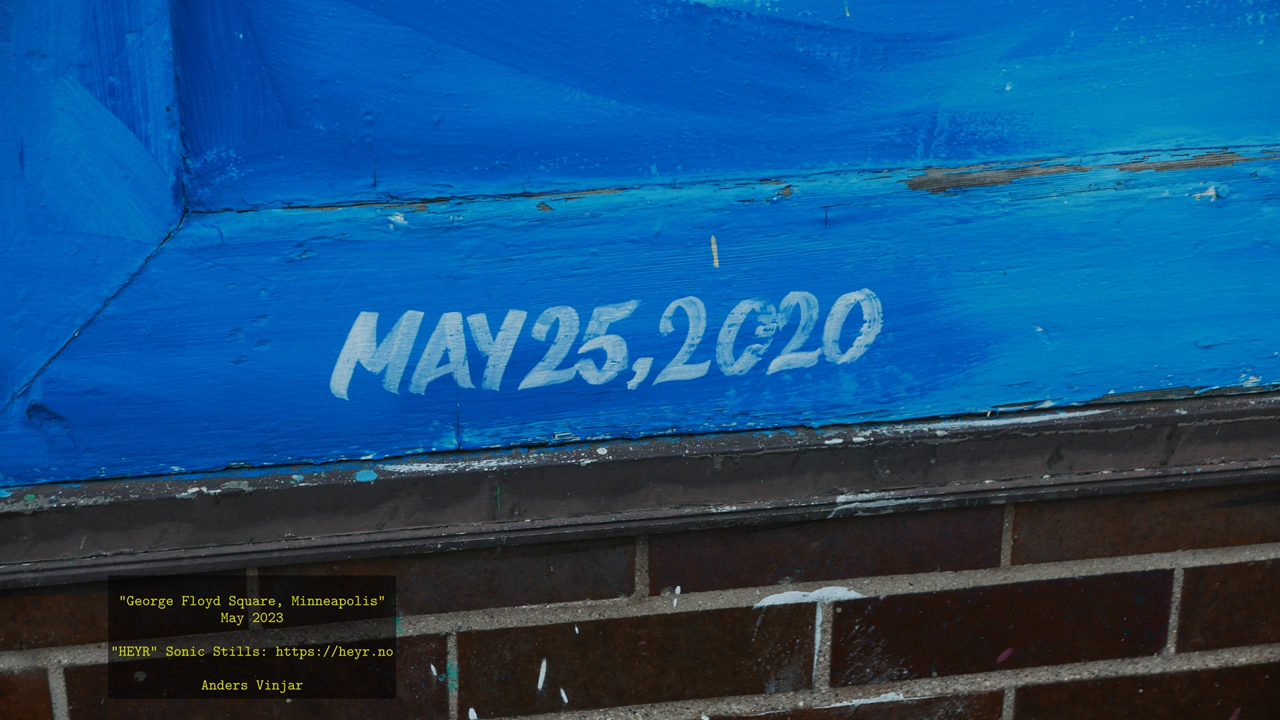 MAY 25, 2020
"George Floyd Square, Minneapolis"
May 2023
"HEYR" Sonic Stills: https://heyr.no
Anders Vinjar